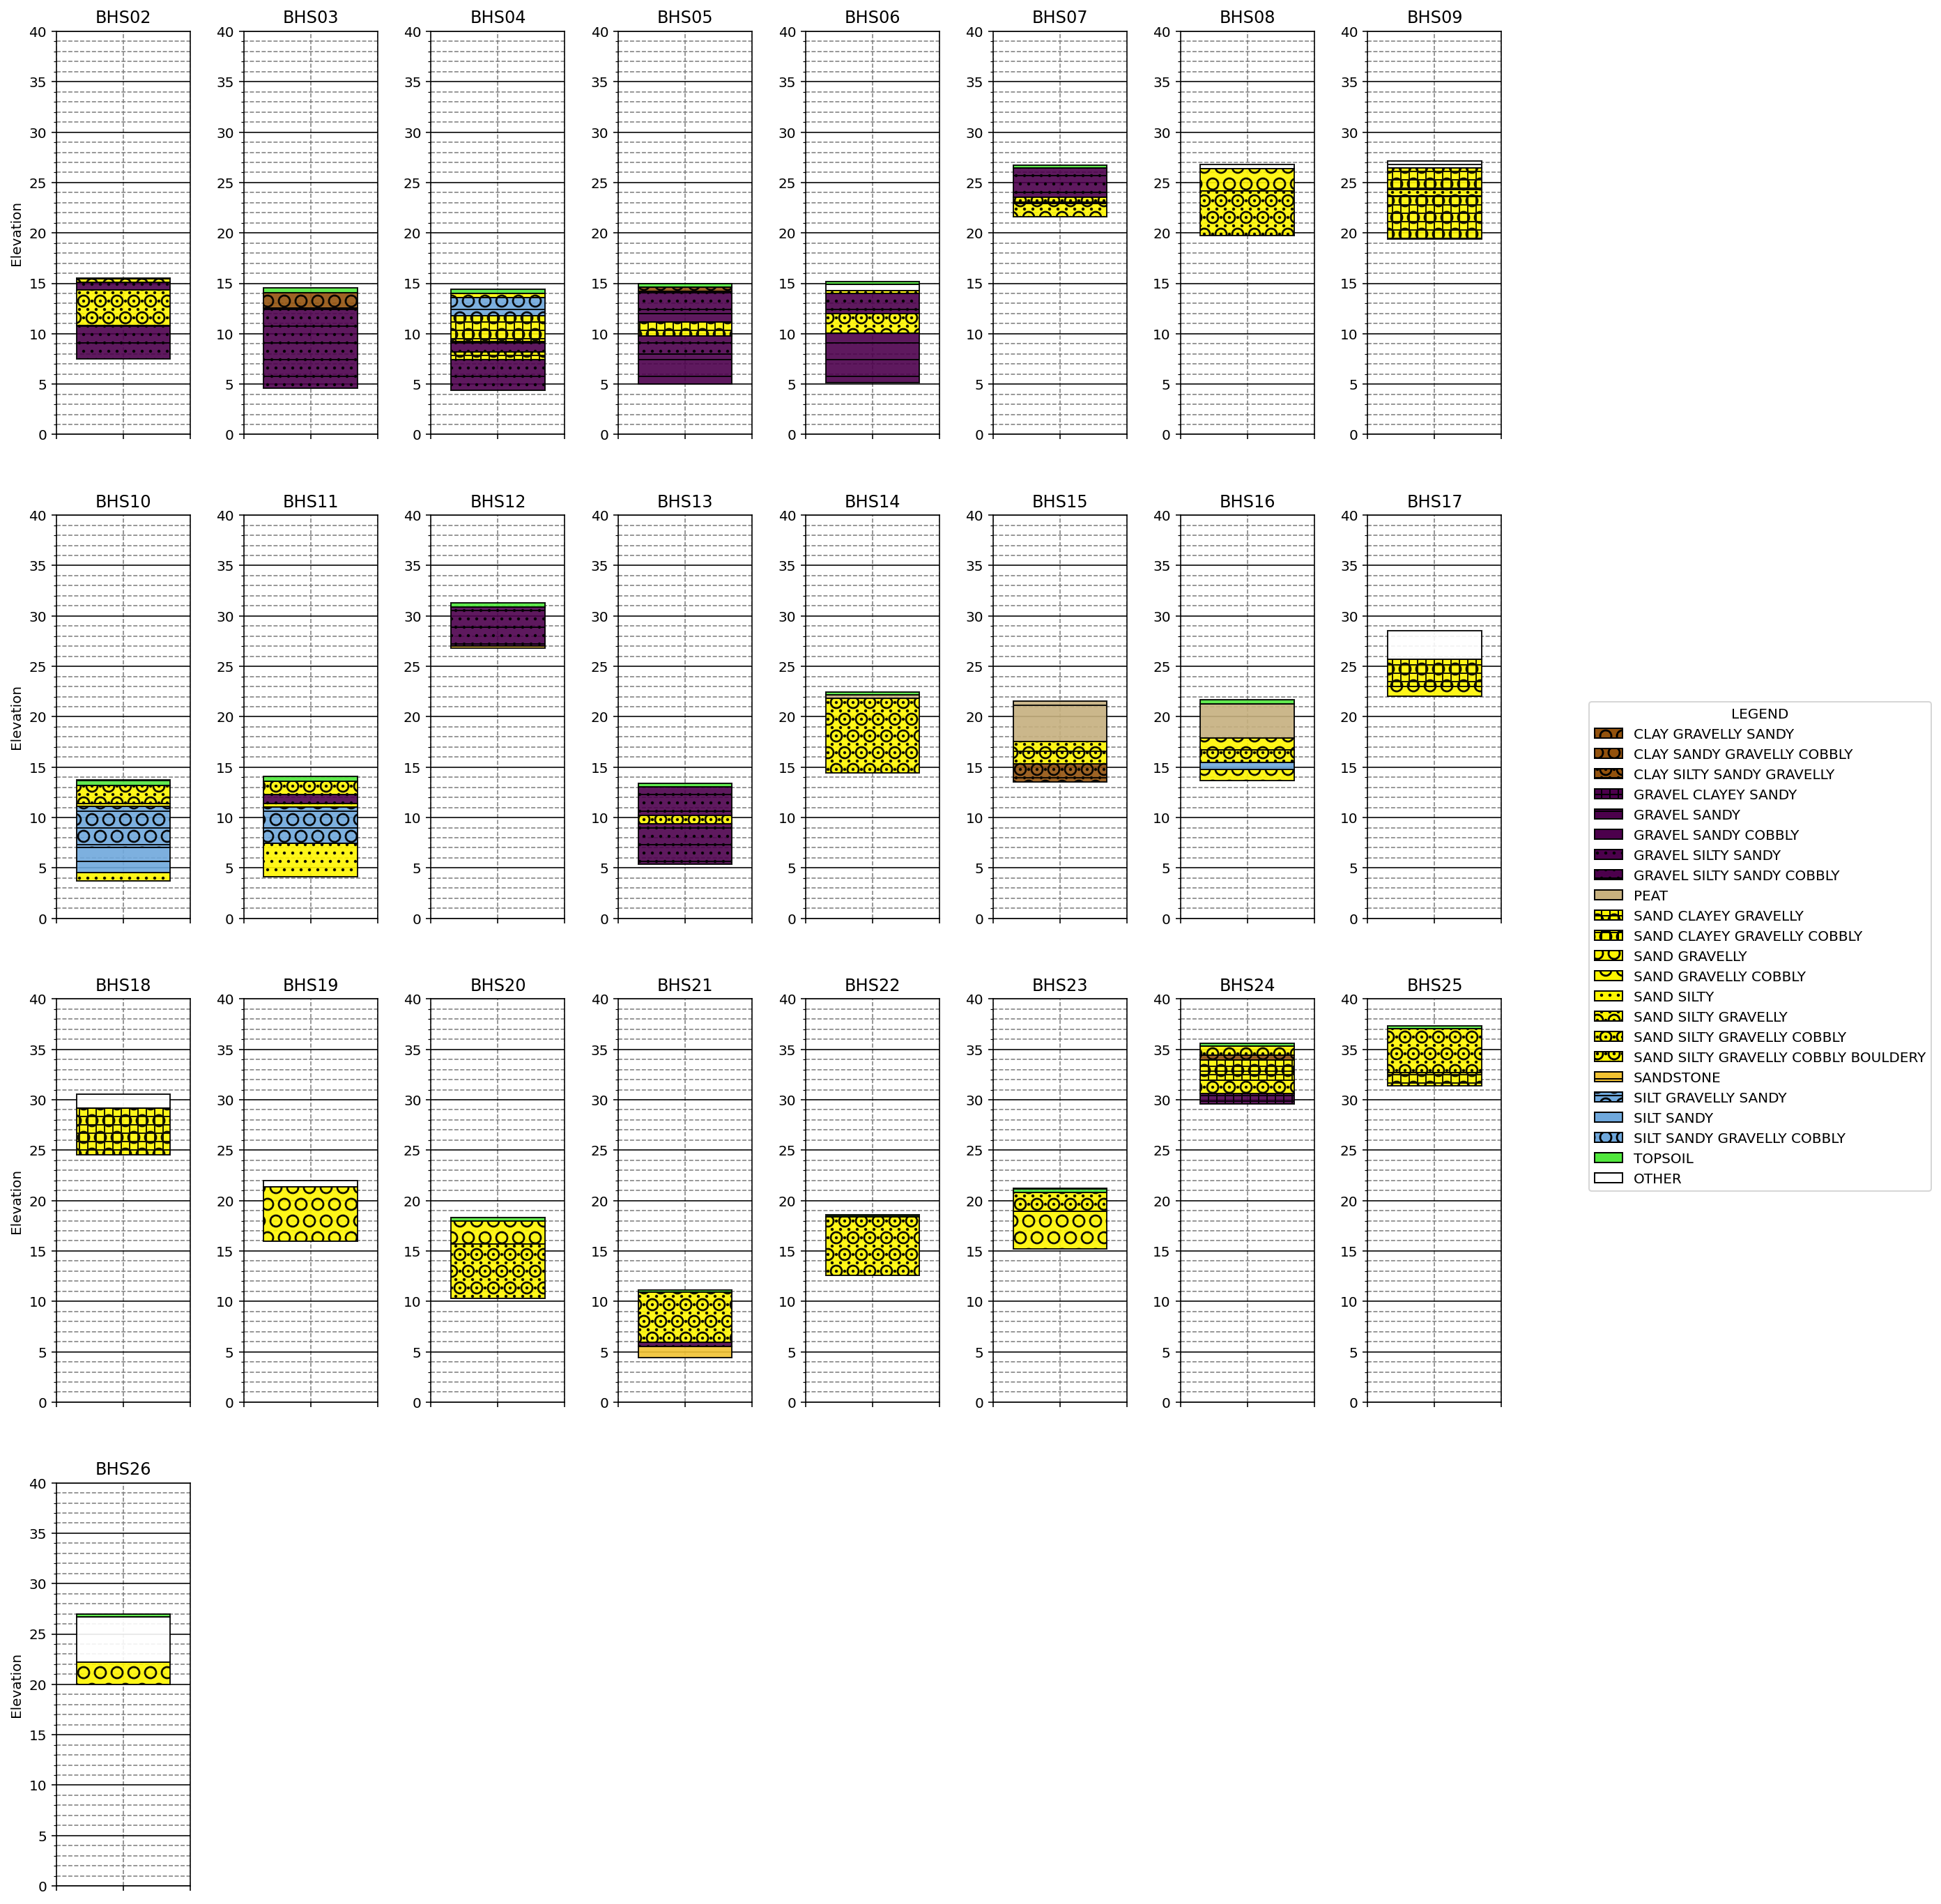 BHS02 BHS03 BHS04 BHS05 BHS06 BHS07 BHS08 BHS09
40 40 40 40 40 40 40 40
35 35 35 35 35 35 35 35
30 30 30 30 30 30 30 30
25 25 25 25 25 25 25 25
Elevation
20 20 20 20 20 20 20 20
15 15 15 15 15 15 15 15
10 10 10 10 10 10 10 10
5 5 5 5 5 5 5 5
0 0 0 0 0 0 0 0
BHS10 BHS11 BHS12 BHS13 BHS14 BHS15 BHS16 BHS17
40 40 40 40 40 40 40 40
35 35 35 35 35 35 35 35
30 30 30 30 30 30 30 30
25 25 25 25 25 25 25 25
Elevation
20 20 20 20 20 20 20 20
15 15 15 15 15 15 15 15
10 10 10 10 10 10 10 10
5 5 5 5 5 5 5 5
0 0 0 0 0 0 0 0
BHS18 BHS19 BHS20 BHS21 BHS22 BHS23 BHS24 BHS25
40 40 40 40 40 40 40 40
35 35 35 35 35 35 35 35
30 30 30 30 30 30 30 30
25 25 25 25 25 25 25 25
Elevation
20 20 20 20 20 20 20 20
15 15 15 15 15 15 15 15
10 10 10 10 10 10 10 10
5 5 5 5 5 5 5 5
0 0 0 0 0 0 0 0
BHS26
40
35
30
25
Elevation
20
15
10
5
0
LEGEND
CLAY GRAVELLY SANDY
CLAY SANDY GRAVELLY COBBLY
CLAY SILTY SANDY GRAVELLY
GRAVEL CLAYEY SANDY
GRAVEL SANDY
GRAVEL SANDY COBBLY
GRAVEL SILTY SANDY
GRAVEL SILTY SANDY COBBLY
PEAT
SAND CLAYEY GRAVELLY
SAND CLAYEY GRAVELLY COBBLY
SAND GRAVELLY
SAND GRAVELLY COBBLY
SAND SILTY
SAND SILTY GRAVELLY
SAND SILTY GRAVELLY COBBLY
SAND SILTY GRAVELLY COBBLY BOULDERY
SANDSTONE
SILT GRAVELLY SANDY
SILT SANDY
SILT SANDY GRAVELLY COBBLY
TOPSOIL
OTHER